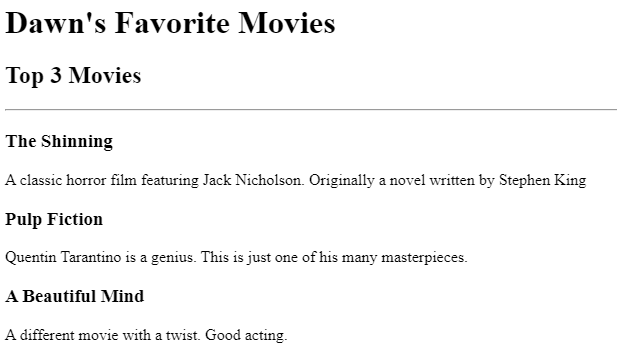 Dawn's Favorite Movies
Top 3 Movies
The Shinning
A classic horror film featuring Jack Nicholson. Originally a novel written by Stephen King
Pulp Fiction
Quentin Tarantino is a genius. This is just one of his many masterpieces.
A Beautiful Mind
A different movie with a twist. Good acting.